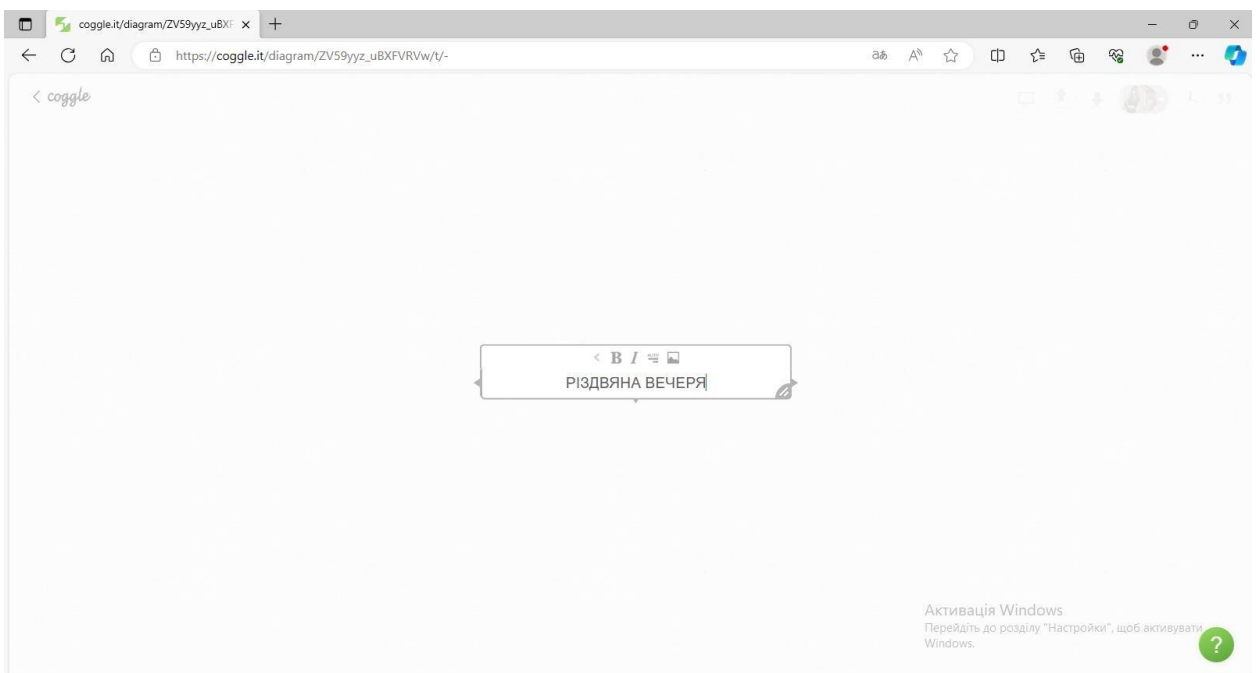 coggle.it/diagram/ZV59yyz_uBXF
https://coggle.it/diagram/ZV59yyz_uBXFVRVw/t/-
coggle
B I
РІЗДВЯНА ВЕЧЕРЯ
Активація Windows
Перейдіть до розділу "Настройки", щоб активувати
Windows.
?